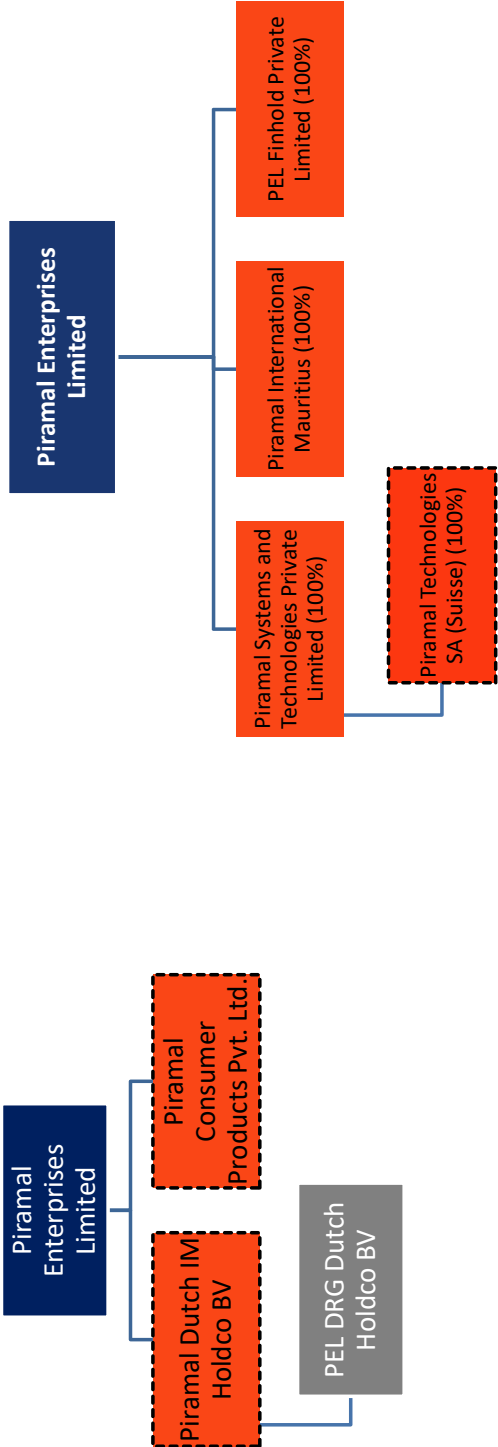 Piramal
Enterprises
Limited
Piramal Dutch IM
Holdco BV
Piramal
Consumer
Products Pvt. Ltd.
PEL DRG Dutch
Holdco BV
Piramal Enterprises
Limited
Piramal Systems and
Technologies Private
Limited (100%)
Piramal International
Mauritius (100%)
PEL Finhold Private
Limited (100%)
Piramal Technologies
SA (Suisse) (100%)